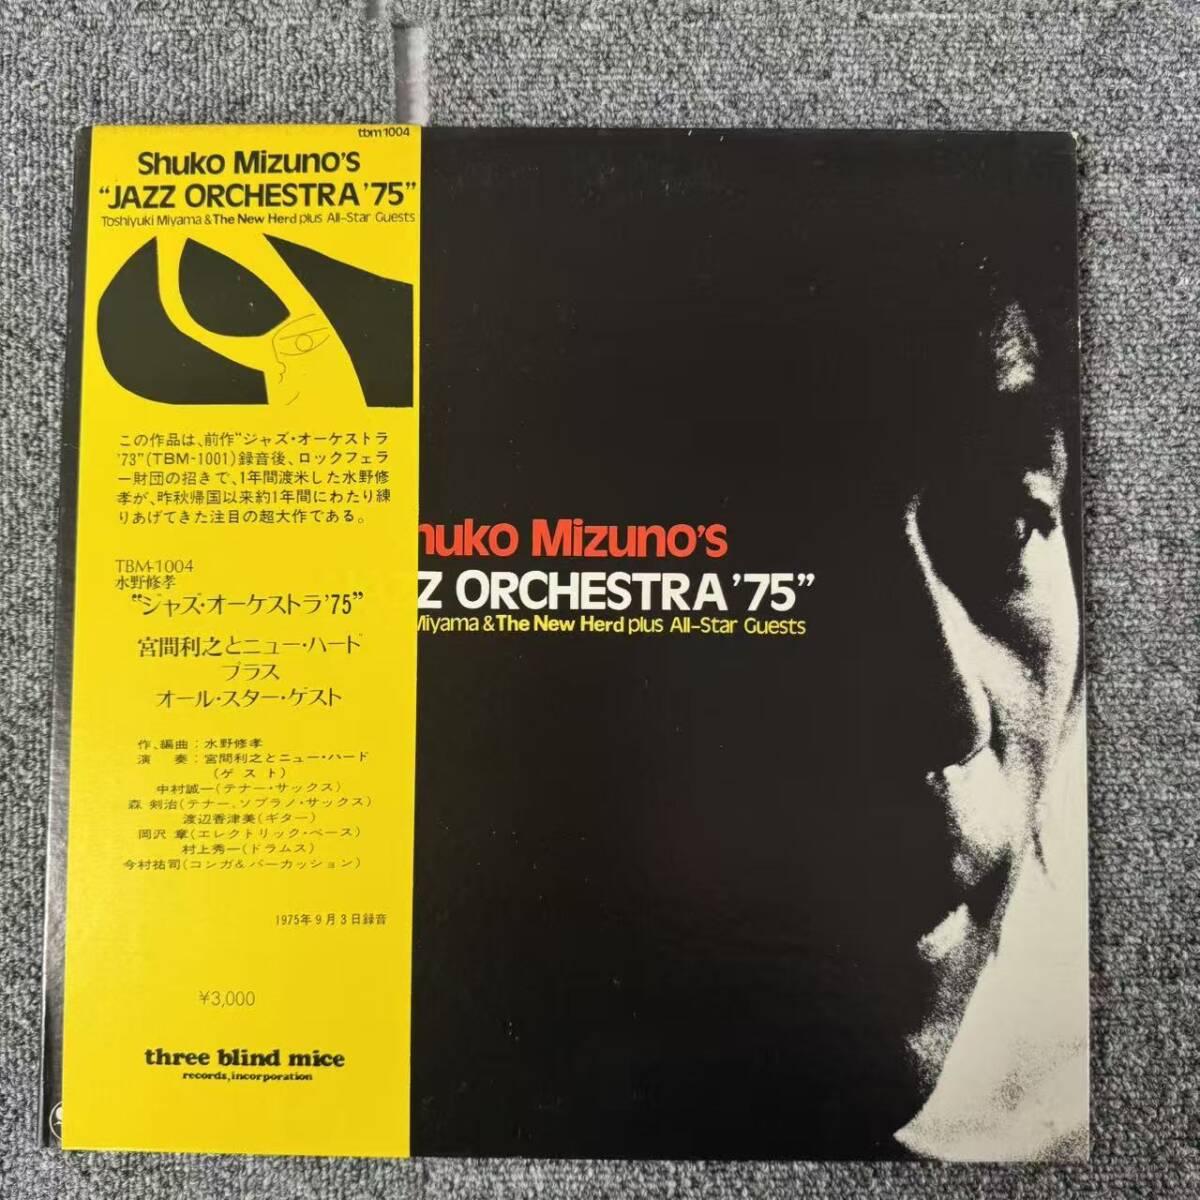 tbm1004
Shuko Mizuno's
"JAZZ ORCHESTRA '75"
Toshiyuki Miyama & The New Herd plus All-Star Guests
この作品は、前作"ジャズ・オーケストラ
'73"(TBM-1001)録音後、ロックフェラ
ー財団の招きで、1年間渡米した水野修
孝が、昨秋帰国以来約1年間にわたり練
りあげてきた注目の超大作である。
TBM-1004
水野修孝
"ジャズ・オーケストラ'75"
宮間利之とニュー・ハード
プラス
オール・スター・ゲスト
作、編曲：水野修孝
演　奏：宮間利之とニュー・ハード
(ゲスト)
中村誠一(テナー・サックス)
森 剣治(テナー、ソプラノ・サックス)
渡辺香津美(ギター)
岡沢 章(エレクトリック・ベース)
村上秀一(ドラムス)
今村祐司(コンガ&パーカッション)
1975年9月3日録音
¥3,000
three blind mice
records, incorporation
huko Mizuno's
Z ORCHESTRA '75"
Miyama & The New Herd plus All-Star Guests